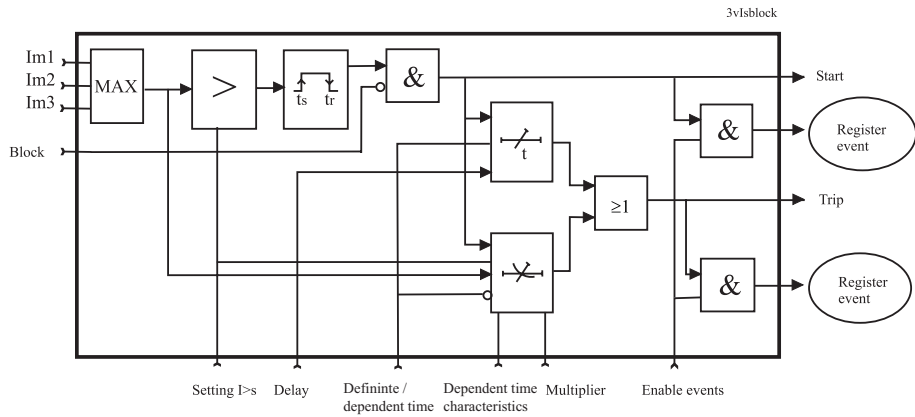 3vIsblock
Im1
Im2
Im3
MAX
>
ts tr
&
Start
&
Register
event
Block
t
≥1
Trip
&
Register
event
Setting I>s
Delay
Defininte /
dependent time
Dependent time
characteristics
Multiplier
Enable events